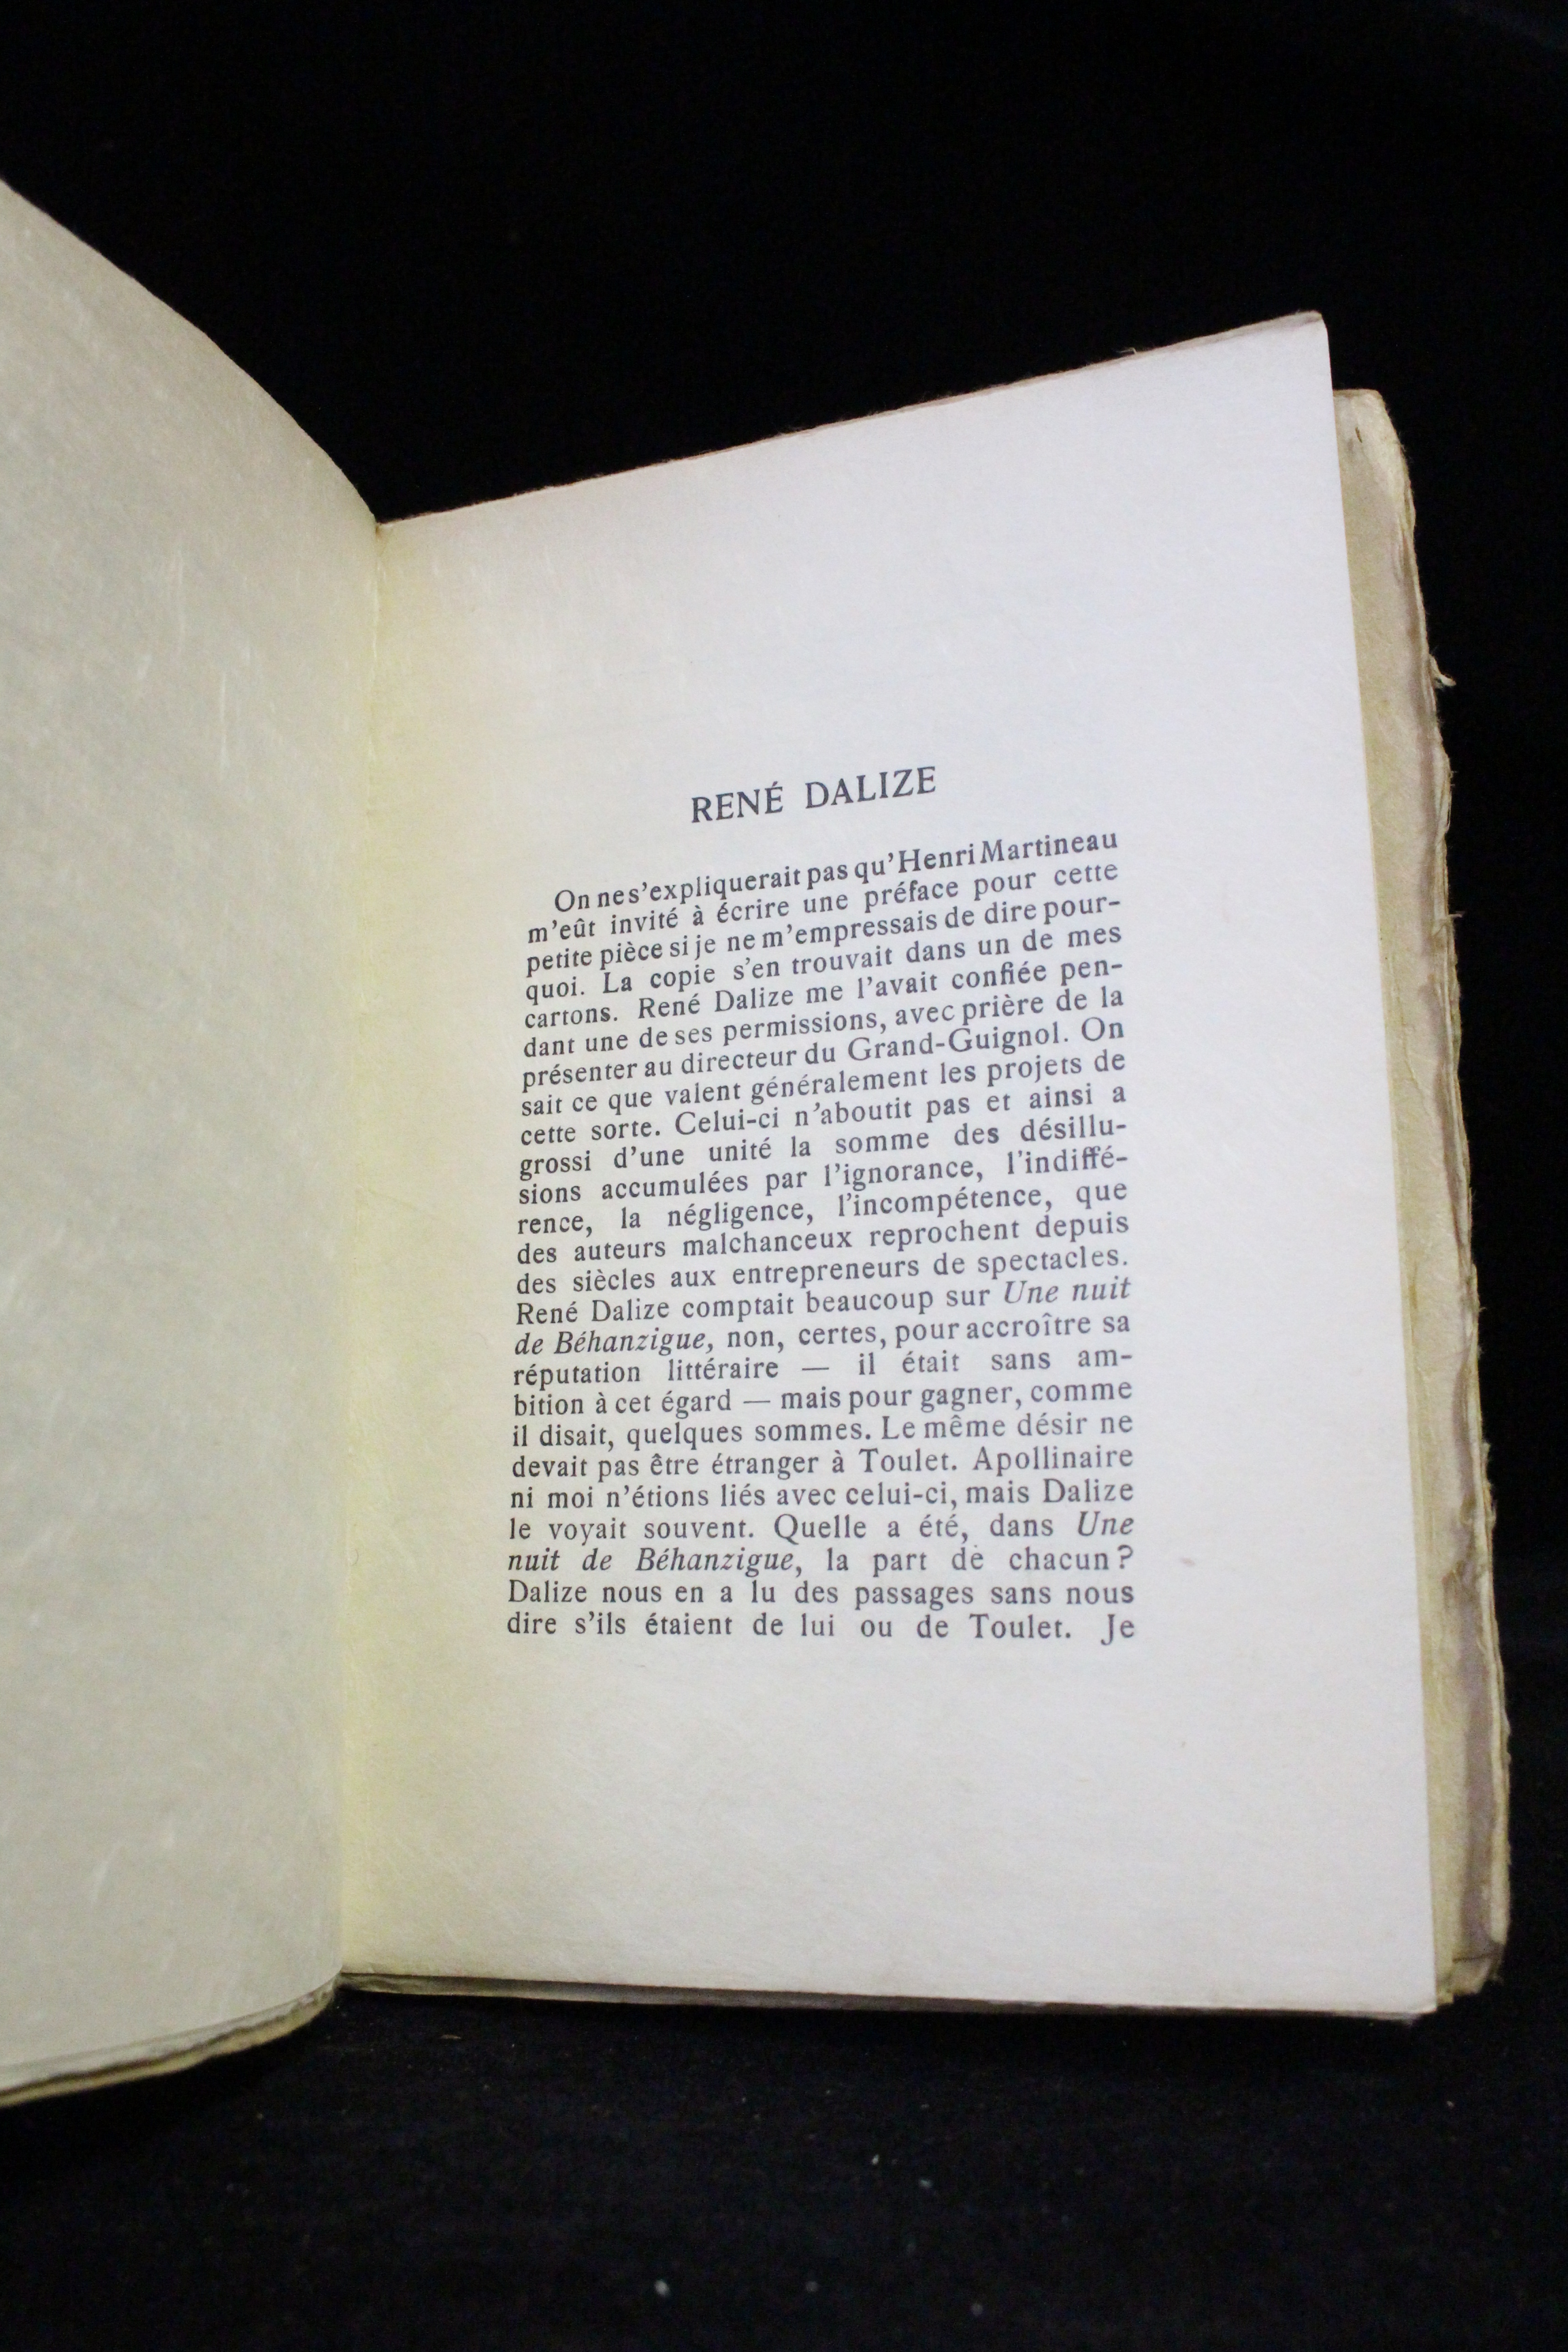 RENÉ DALIZE
On ne s'expliquerait pas qu'Henri Martineau
m'eût invité à écrire une préface pour cette
petite pièce si je ne m'empressais de dire pour-
quoi. La copie s'en trouvait dans un de mes
cartons. René Dalize me l'avait confiée pen-
dant une de ses permissions, avec prière de la
présenter au directeur du Grand-Guignol. On
sait ce que valent généralement les projets de
cette sorte. Celui-ci n'aboutit pas et ainsi a
grossi d'une unité la somme des désillu-
sions accumulées par l'ignorance, l'indiffé-
rence, la négligence, l'incompétence, que
des auteurs malchanceux reprochent depuis
des siècles aux entrepreneurs de spectacles.
René Dalize comptait beaucoup sur Une nuit
de Béhanzigue, non, certes, pour accroître sa
réputation littéraire — il était sans am-
bition à cet égard — mais pour gagner, comme
il disait, quelques sommes. Le même désir ne
devait pas être étranger à Toulet. Apollinaire
ni moi n'étions liés avec celui-ci, mais Dalize
le voyait souvent. Quelle a été, dans Une
nuit de Béhanzigue, la part de chacun ?
Dalize nous en a lu des passages sans nous
dire s'ils étaient de lui ou de Toulet. Je